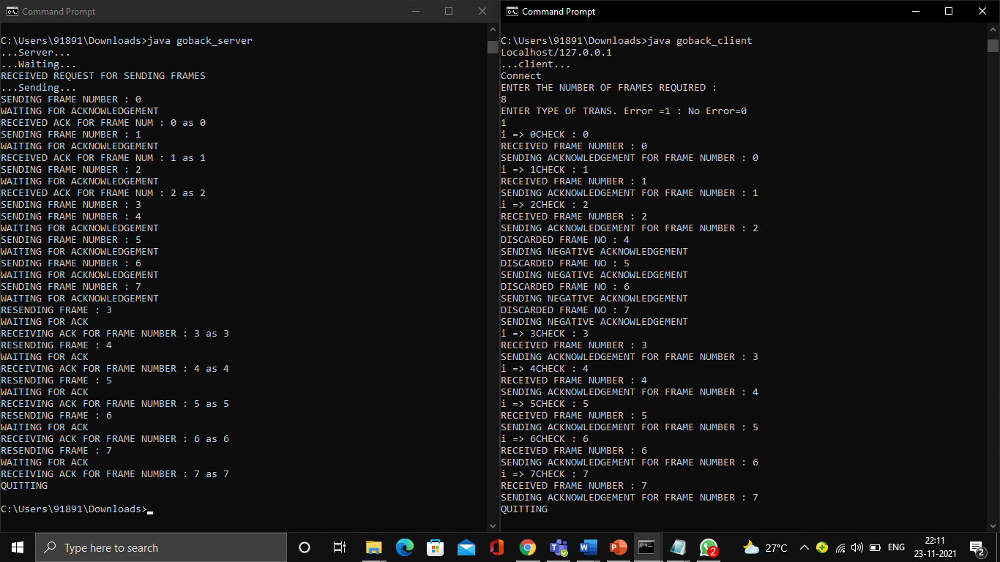 Command Prompt
C:\Users\91891\Downloads>java goback_server
...Server...
...Waiting...
RECEIVED REQUEST FOR SENDING FRAMES
...Sending...
SENDING FRAME NUMBER : 0
WAITING FOR ACKNOWLEDGEMENT
RECEIVED ACK FOR FRAME NUM : 0 as 0
SENDING FRAME NUMBER : 1
WAITING FOR ACKNOWLEDGEMENT
RECEIVED ACK FOR FRAME NUM : 1 as 1
SENDING FRAME NUMBER : 2
WAITING FOR ACKNOWLEDGEMENT
RECEIVED ACK FOR FRAME NUM : 2 as 2
SENDING FRAME NUMBER : 3
SENDING FRAME NUMBER : 4
WAITING FOR ACKNOWLEDGEMENT
SENDING FRAME NUMBER : 5
WAITING FOR ACKNOWLEDGEMENT
SENDING FRAME NUMBER : 6
WAITING FOR ACKNOWLEDGEMENT
SENDING FRAME NUMBER : 7
WAITING FOR ACKNOWLEDGEMENT
RESENDING FRAME : 3
WAITING FOR ACK
RECEIVING ACK FOR FRAME NUMBER : 3 as 3
RESENDING FRAME : 4
WAITING FOR ACK
RECEIVING ACK FOR FRAME NUMBER : 4 as 4
RESENDING FRAME : 5
WAITING FOR ACK
RECEIVING ACK FOR FRAME NUMBER : 5 as 5
RESENDING FRAME : 6
WAITING FOR ACK
RECEIVING ACK FOR FRAME NUMBER : 6 as 6
RESENDING FRAME : 7
WAITING FOR ACK
RECEIVING ACK FOR FRAME NUMBER : 7 as 7
QUITTING
C:\Users\91891\Downloads>
Command Prompt
C:\Users\91891\Downloads>java goback_client
Localhost/127.0.0.1
...client...
Connect
ENTER THE NUMBER OF FRAMES REQUIRED :
8
ENTER TYPE OF TRANS. Error =1 : No Error=0
1
i => 0CHECK : 0
RECEIVED FRAME NUMBER : 0
SENDING ACKNOWLEDGEMENT FOR FRAME NUMBER : 0
i => 1CHECK : 1
RECEIVED FRAME NUMBER : 1
SENDING ACKNOWLEDGEMENT FOR FRAME NUMBER : 1
i => 2CHECK : 2
RECEIVED FRAME NUMBER : 2
SENDING ACKNOWLEDGEMENT FOR FRAME NUMBER : 2
DISCARDED FRAME NO : 4
SENDING NEGATIVE ACKNOWLEDGEMENT
DISCARDED FRAME NO : 5
SENDING NEGATIVE ACKNOWLEDGEMENT
DISCARDED FRAME NO : 6
SENDING NEGATIVE ACKNOWLEDGEMENT
DISCARDED FRAME NO : 7
SENDING NEGATIVE ACKNOWLEDGEMENT
i => 3CHECK : 3
RECEIVED FRAME NUMBER : 3
SENDING ACKNOWLEDGEMENT FOR FRAME NUMBER : 3
i => 4CHECK : 4
RECEIVED FRAME NUMBER : 4
SENDING ACKNOWLEDGEMENT FOR FRAME NUMBER : 4
i => 5CHECK : 5
RECEIVED FRAME NUMBER : 5
SENDING ACKNOWLEDGEMENT FOR FRAME NUMBER : 5
i => 6CHECK : 6
RECEIVED FRAME NUMBER : 6
SENDING ACKNOWLEDGEMENT FOR FRAME NUMBER : 6
i => 7CHECK : 7
RECEIVED FRAME NUMBER : 7
SENDING ACKNOWLEDGEMENT FOR FRAME NUMBER : 7
QUITTING
Type here to search
2
27°C
ENG
22:11
23-11-2021
2